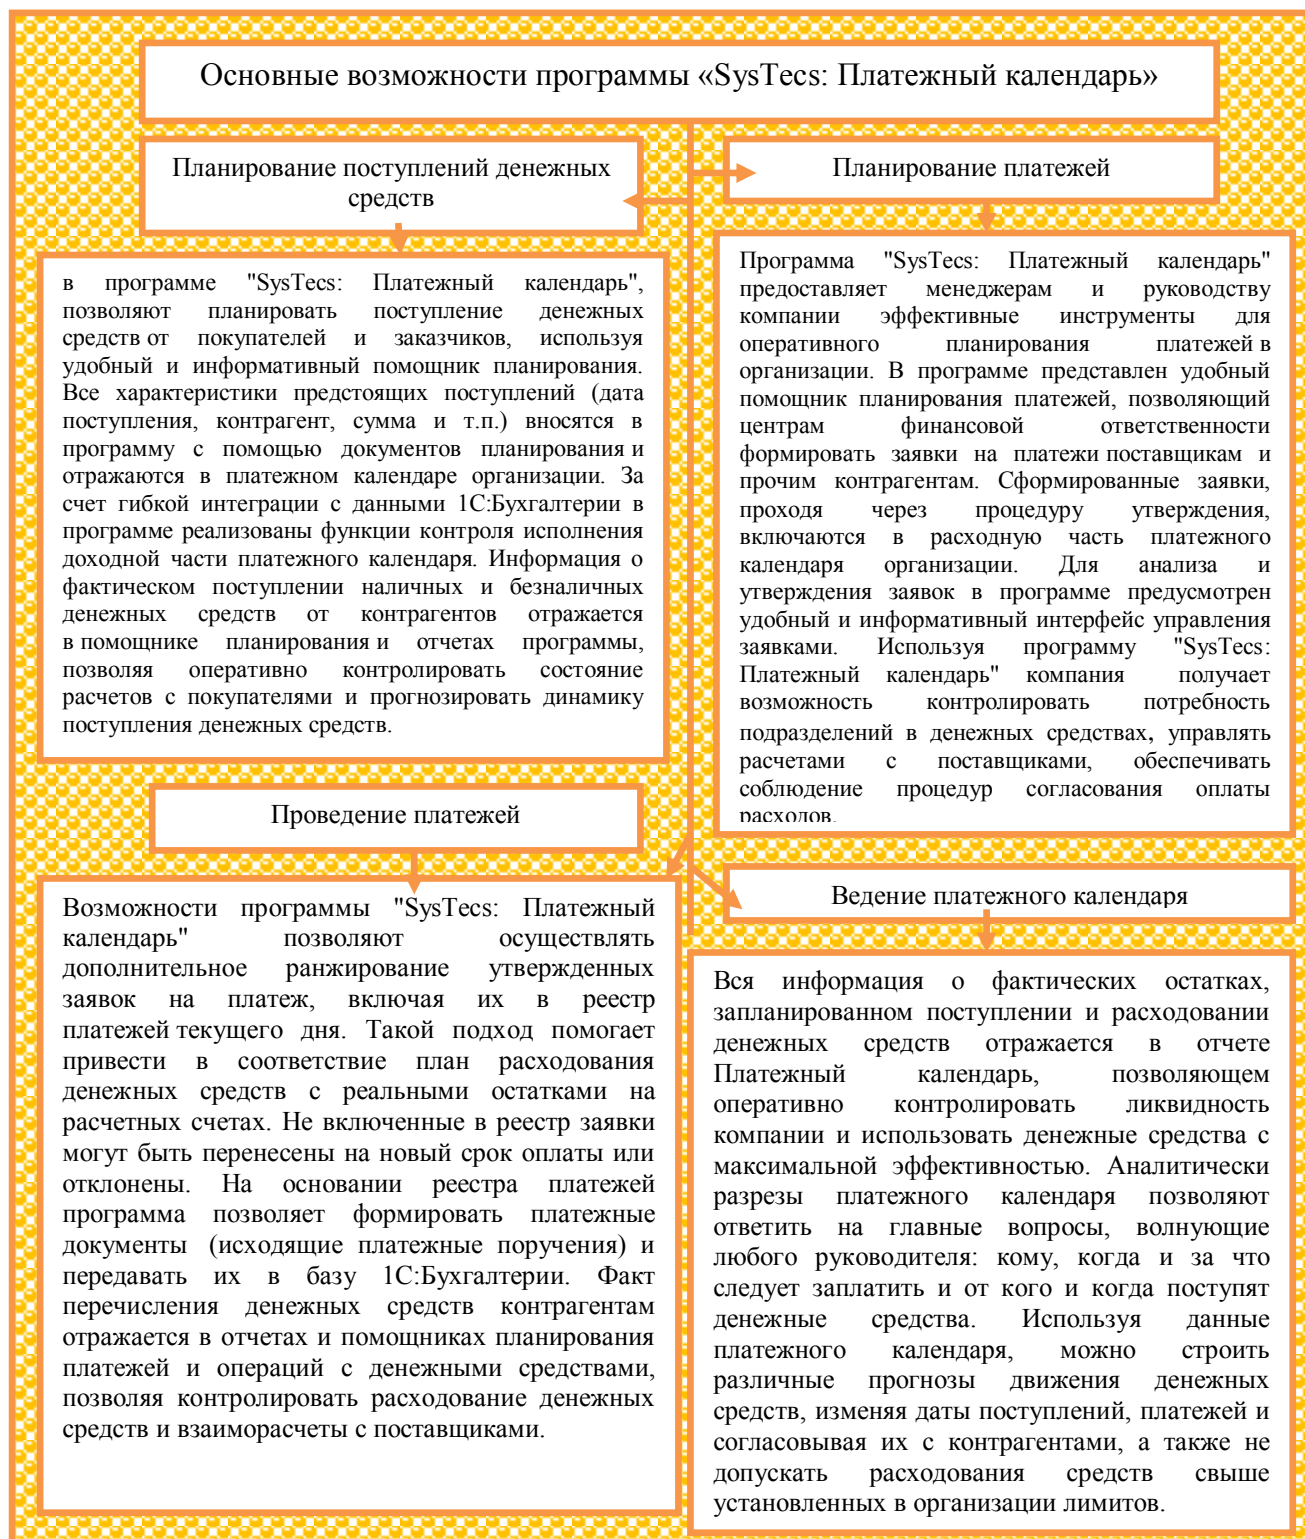 Основные возможности программы «SysTecs: Платежный календарь»
Планирование поступлений денежных
средств
Планирование платежей
в программе "SysTecs: Платежный календарь",
позволяют планировать поступление денежных
средств от покупателей и заказчиков, используя
удобный и информативный помощник планирования.
Все характеристики предстоящих поступлений (дата
поступления, контрагент, сумма и т.п.) вносятся в
программу с помощью документов планирования и
отражаются в платежном календаре организации. За
счет гибкой интеграции с данными 1С:Бухгалтерии в
программе реализованы функции контроля исполнения
доходной части платежного календаря. Информация о
фактическом поступлении наличных и безналичных
денежных средств от контрагентов отражается
в помощнике планирования и отчетах программы,
позволяя оперативно контролировать состояние
расчетов с покупателями и прогнозировать динамику
поступления денежных средств.
Программа "SysTecs: Платежный календарь"
предоставляет менеджерам и руководству
компании эффективные инструменты для
оперативного планирования платежей в
организации. В программе представлен удобный
помощник планирования платежей, позволяющий
центрам финансовой ответственности
формировать заявки на платежи поставщикам и
прочим контрагентам. Сформированные заявки,
проходя через процедуру утверждения,
включаются в расходную часть платежного
календаря организации. Для анализа и
утверждения заявок в программе предусмотрен
удобный и информативный интерфейс управления
заявками. Используя программу "SysTecs:
Платежный календарь" компания получает
возможность контролировать потребность
подразделений в денежных средствах, управлять
расчетами с поставщиками, обеспечивать
соблюдение процедур согласования оплаты
расходов.
Проведение платежей
Ведение платежного календаря
Возможности программы "SysTecs: Платежный
календарь" позволяют осуществлять
дополнительное ранжирование утвержденных
заявок на платеж, включая их в реестр
платежей текущего дня. Такой подход помогает
привести в соответствие план расходования
денежных средств с реальными остатками на
расчетных счетах. Не включенные в реестр заявки
могут быть перенесены на новый срок оплаты или
отклонены. На основании реестра платежей
программа позволяет формировать платежные
документы (исходящие платежные поручения) и
передавать их в базу 1С:Бухгалтерии. Факт
перечисления денежных средств контрагентам
отражается в отчетах и помощниках планирования
платежей и операций с денежными средствами,
позволяя контролировать расходование денежных
средств и взаиморасчеты с поставщиками.
Вся информация о фактических остатках,
запланированном поступлении и расходовании
денежных средств отражается в отчете
Платежный календарь, позволяющем
оперативно контролировать ликвидность
компании и использовать денежные средства с
максимальной эффективностью. Аналитически
разрезы платежного календаря позволяют
ответить на главные вопросы, волнующие
любого руководителя: кому, когда и за что
следует заплатить и от кого и когда поступят
денежные средства. Используя данные
платежного календаря, можно строить
различные прогнозы движения денежных
средств, изменяя даты поступлений, платежей и
согласовывая их с контрагентами, а также не
допускать расходования средств свыше
установленных в организации лимитов.